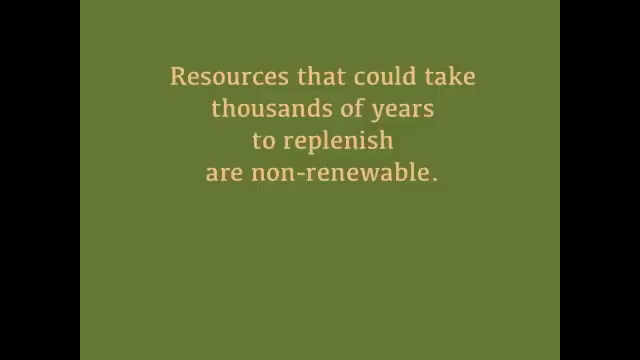 Resources that could take
thousands of years
to replenish
are non-renewable.